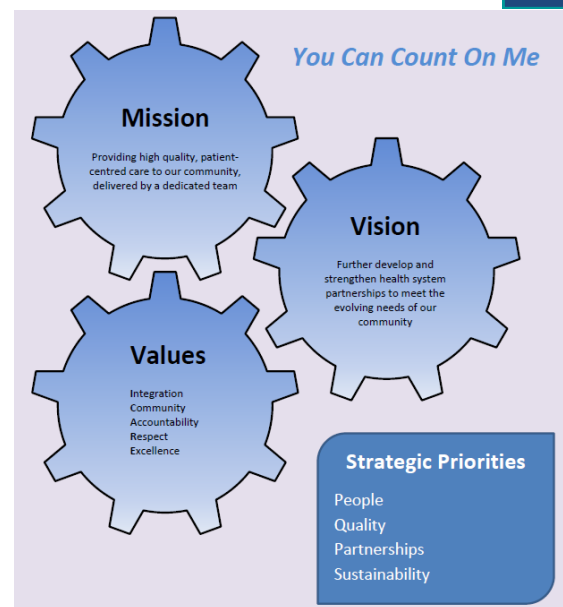 You Can Count On Me
Mission
Providing high quality, patient-
centred care to our community,
delivered by a dedicated team
Vision
Further develop and
strengthen health system
partnerships to meet the
evolving needs of our
community
Values
Integration
Community
Accountability
Respect
Excellence
Strategic Priorities
People
Quality
Partnerships
Sustainability